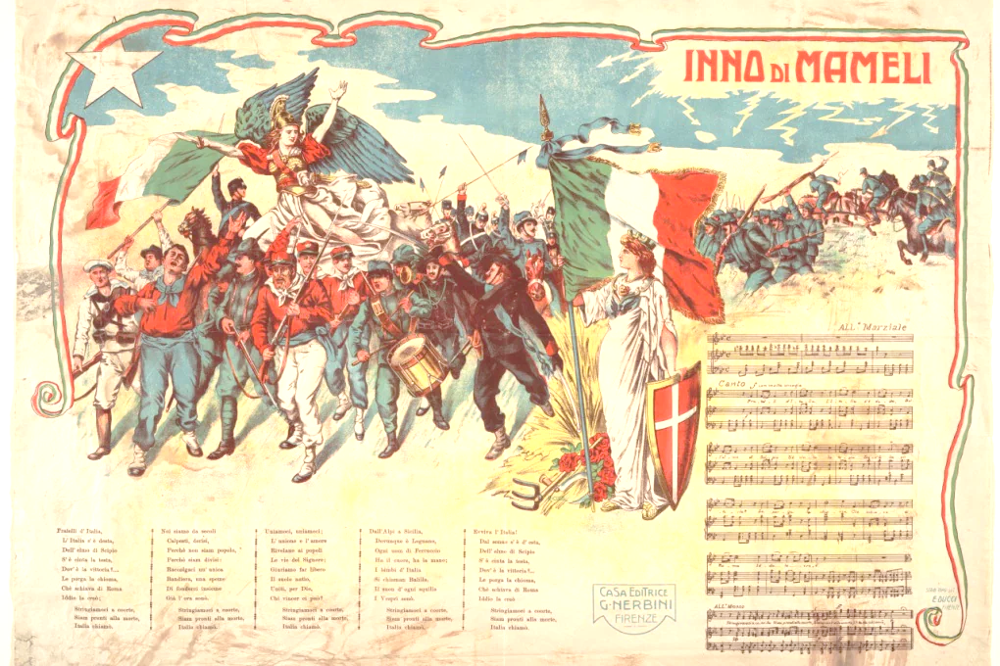 INNO DI MAMELI
ALL.º Marziale
Canto
Fratelli d'Italia,
L'Italia s'è desta,
Dell'elmo di Scipio
S'è cinta la testa,
Dov'è la vittoria?...
Le porga la chioma,
Chè schiava di Roma
Iddio la creò;
Stringiamci a coorte,
Siam pronti alla morte,
Italia chiamò.
Noi siamo da secoli
Calpesti, derisi,
Perchè non siam popolo,
Perchè siam divisi:
Raccolgaci un'unica
Bandiera, una speme
Di fonderci insieme
Già l'ora sonò.
Stringiamci a coorte,
Siam pronti alla morte,
Italia chiamò.
Uniamoci, uniamoci,
L'unione e l'amore
Rivelano ai popoli
Le vie del Signore;
Giuriamo far libero
Il suolo natio,
Uniti, per Dio,
Chi vincer ci può?
Stringiamci a coorte,
Siam pronti alla morte,
Italia chiamò.
Dall'Alpe a Sicilia,
Dovunque è Legnano,
Ogni uom di Ferruccio
Ha il cuore, ha la mano;
I bimbi d'Italia
Si chiaman Balilla,
Il suon d'ogni squilla
I Vespri sonò.
Stringiamci a coorte,
Siam pronti alla morte,
Italia chiamò.
Evviva l'Italia!
Dal sonno s'è desta,
Dell'elmo di Scipio
S'è cinta la testa,
Dov'è la vittoria?...
Le porga la chioma,
Chè schiava di Roma
Iddio la creò
Stringiamci a coorte,
Siam pronti alla morte,
Italia chiamò.
CASA EDITRICE
G. NERBINI
FIRENZE
E. DUCCI
ALL.º Mosso